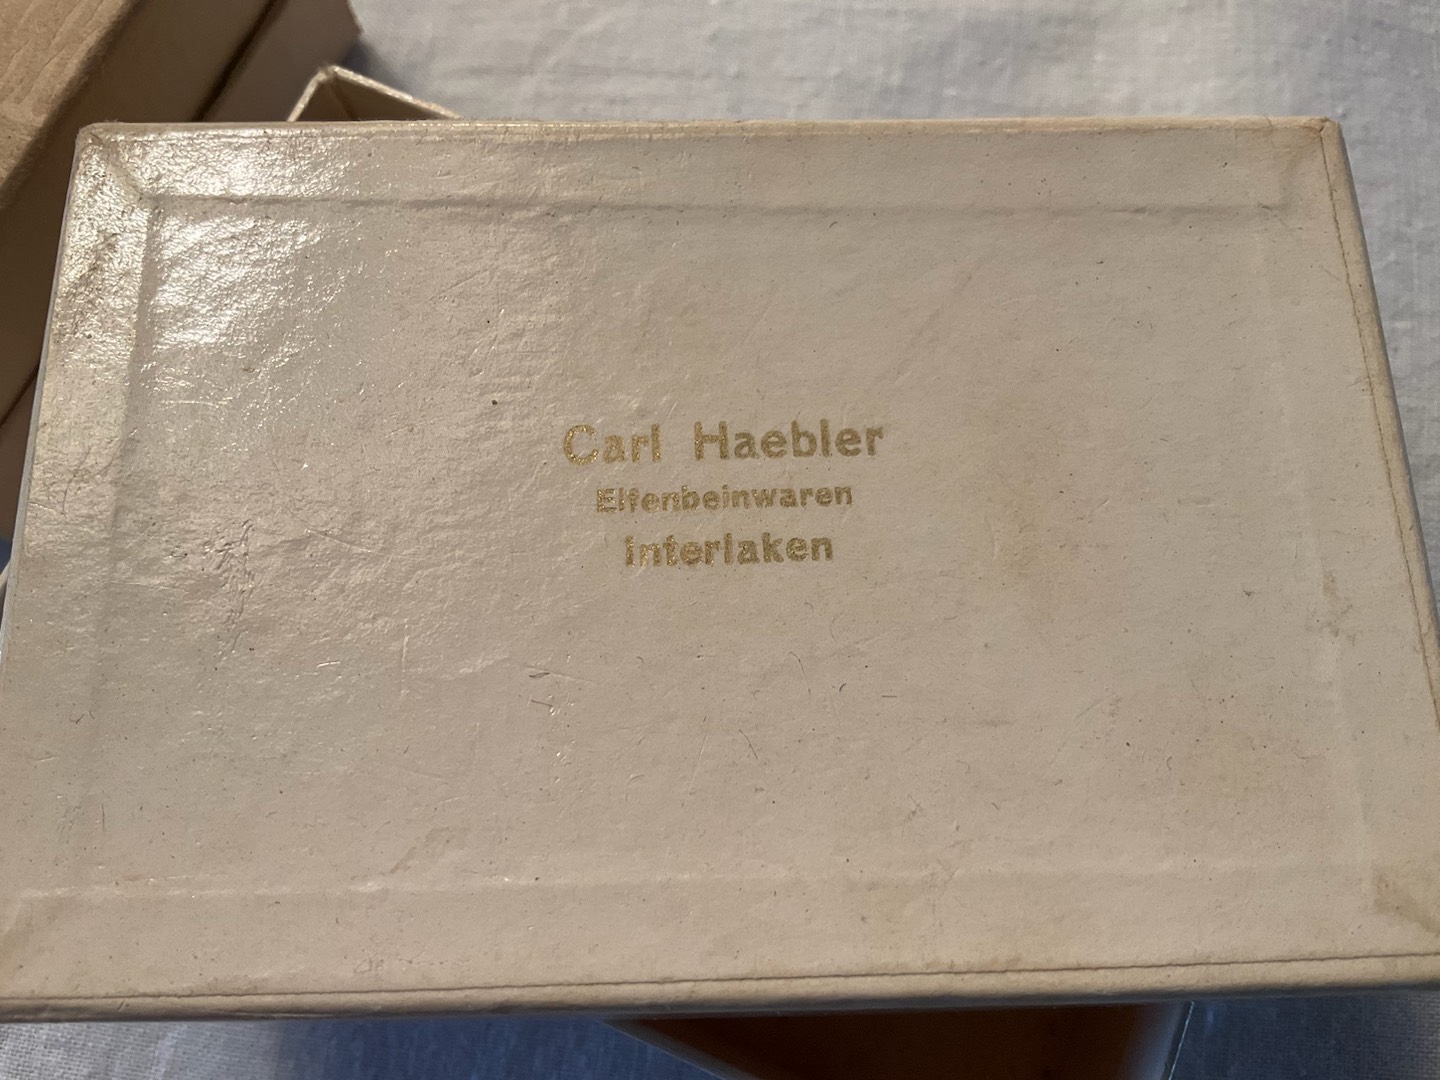 Carl Haebler
Elfenbeinwaren
Interlaken